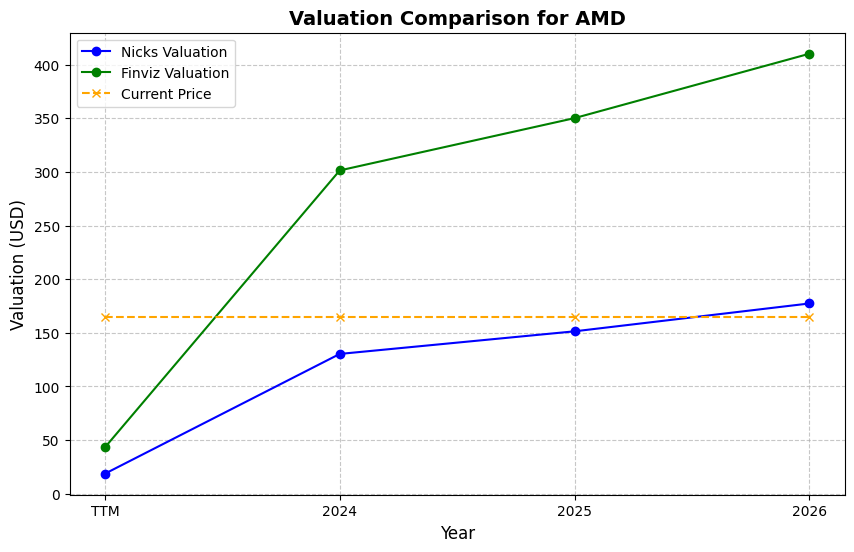 Valuation Comparison for AMD
Nicks Valuation
Finviz Valuation
Current Price
Valuation (USD)
400
350
300
250
200
150
100
50
0
TTM 2024 2025 2026
Year